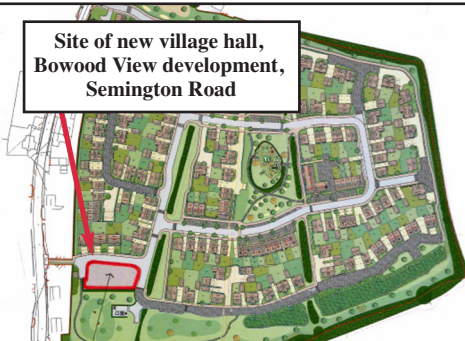 Site of new village hall,
Bowood View development,
Semington Road